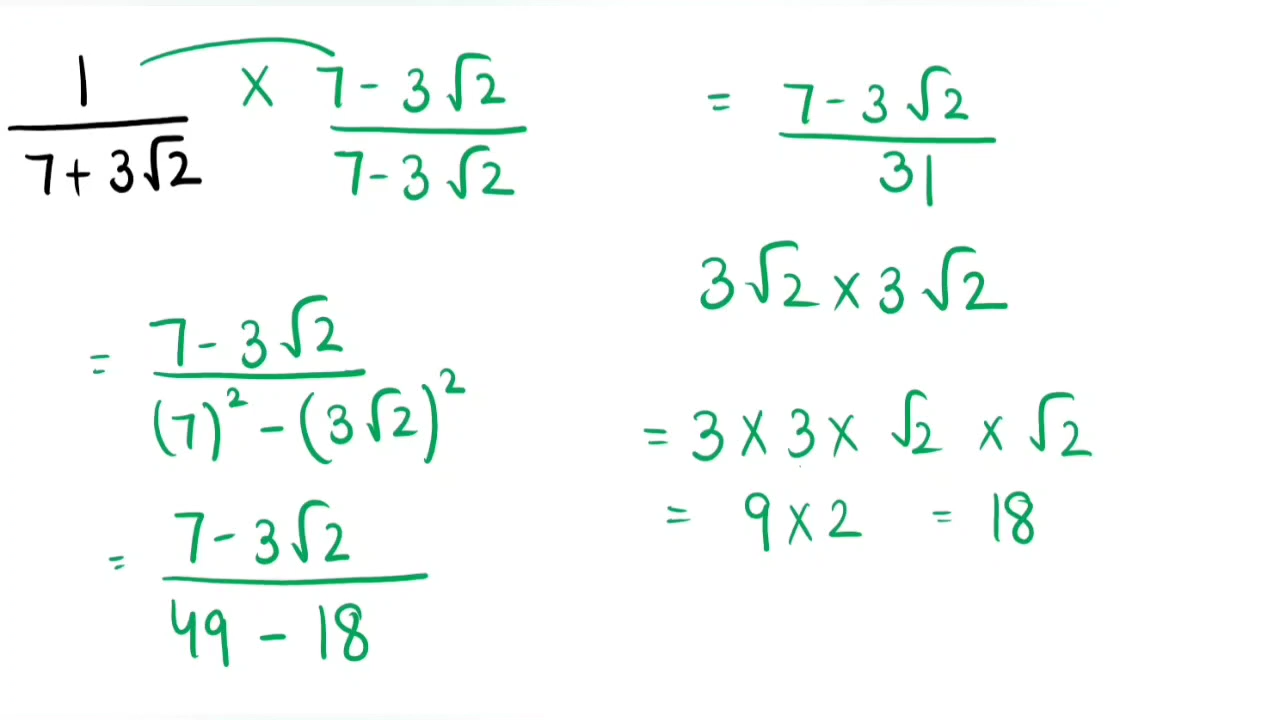 1/(7 + 3√2) × (7 - 3√2)/(7 - 3√2)
= (7 - 3√2)/((7)² - (3√2)²)
= (7 - 3√2)/(49 - 18)
= (7 - 3√2)/31
3√2 × 3√2
= 3 × 3 × √2 × √2
= 9 × 2 = 18